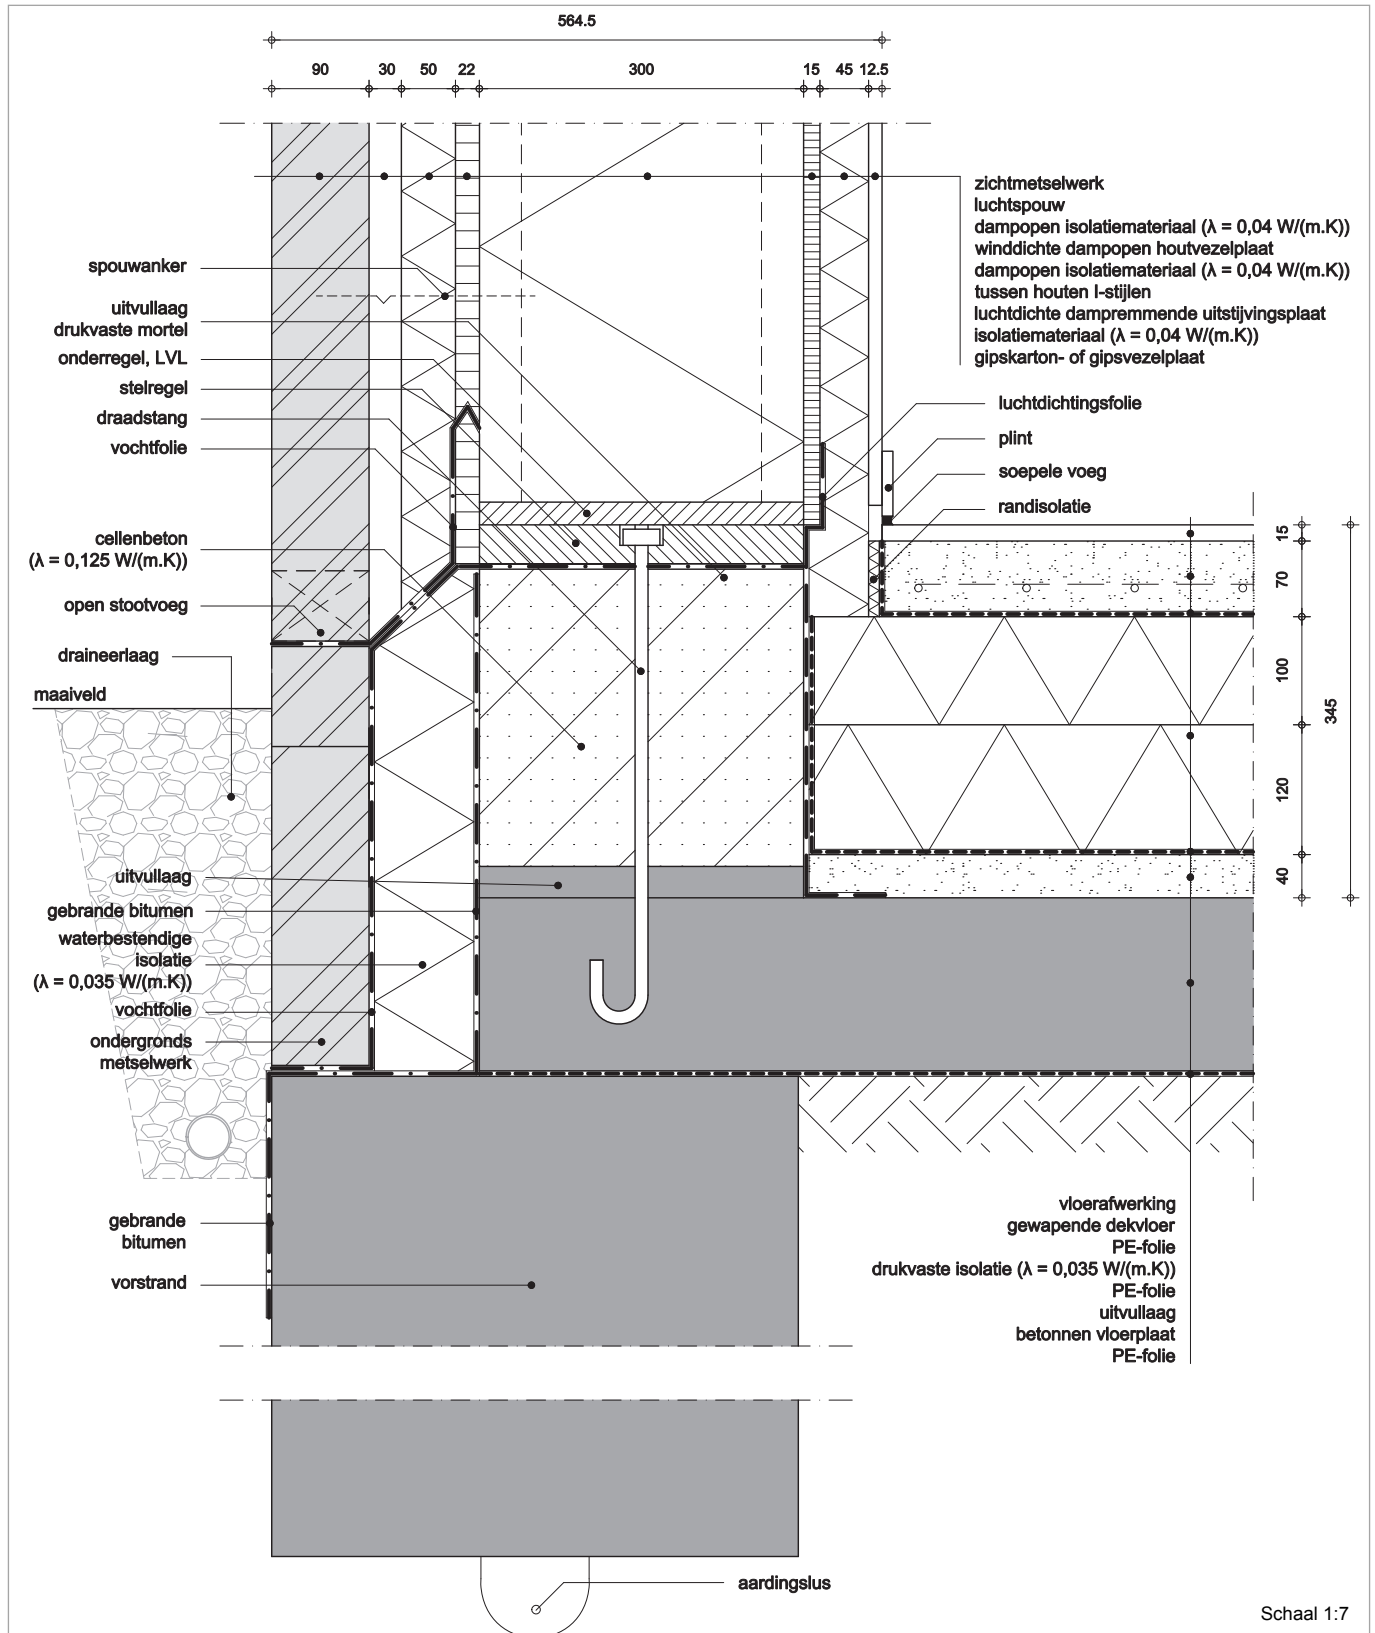 564.5
90 30 50 22 300 15 45 12.5
zichtmetselwerk
luchtspouw
dampopen isolatiemateriaal (λ = 0,04 W/(m.K))
winddichte dampopen houtvezelplaat
dampopen isolatiemateriaal (λ = 0,04 W/(m.K))
tussen houten I-stijlen
luchtdichte dampremmende uitstijvingsplaat
isolatiemateriaal (λ = 0,04 W/(m.K))
gipskarton- of gipsvezelplaat
spouwanker
uitvullaag
drukvaste mortel
onderregel, LVL
stelregel
draadstang
vochtfolie
cellenbeton
(λ = 0,125 W/(m.K))
open stootvoeg
draineerlaag
maaiveld
luchtdichtingsfolie
plint
soepele voeg
randisolatie
15
70
100
120
40
345
uitvullaag
gebrande bitumen
waterbestendige
isolatie
(λ = 0,035 W/(m.K))
vochtfolie
ondergronds
metselwerk
gebrande
bitumen
vorstrand
vloerafwerking
gewapende dekvloer
PE-folie
drukvaste isolatie (λ = 0,035 W/(m.K))
PE-folie
uitvullaag
betonnen vloerplaat
PE-folie
aardingslus
Schaal 1:7